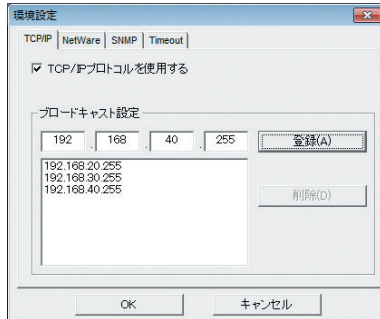 環境設定
TCP/IP NetWare SNMP Timeout
TCP/IPプロトコルを使用する
ブロードキャスト設定
192 . 168 . 40 . 255 登録(A)
192.168.20.255
192.168.30.255
192.168.40.255
削除(D)
OK キャンセル